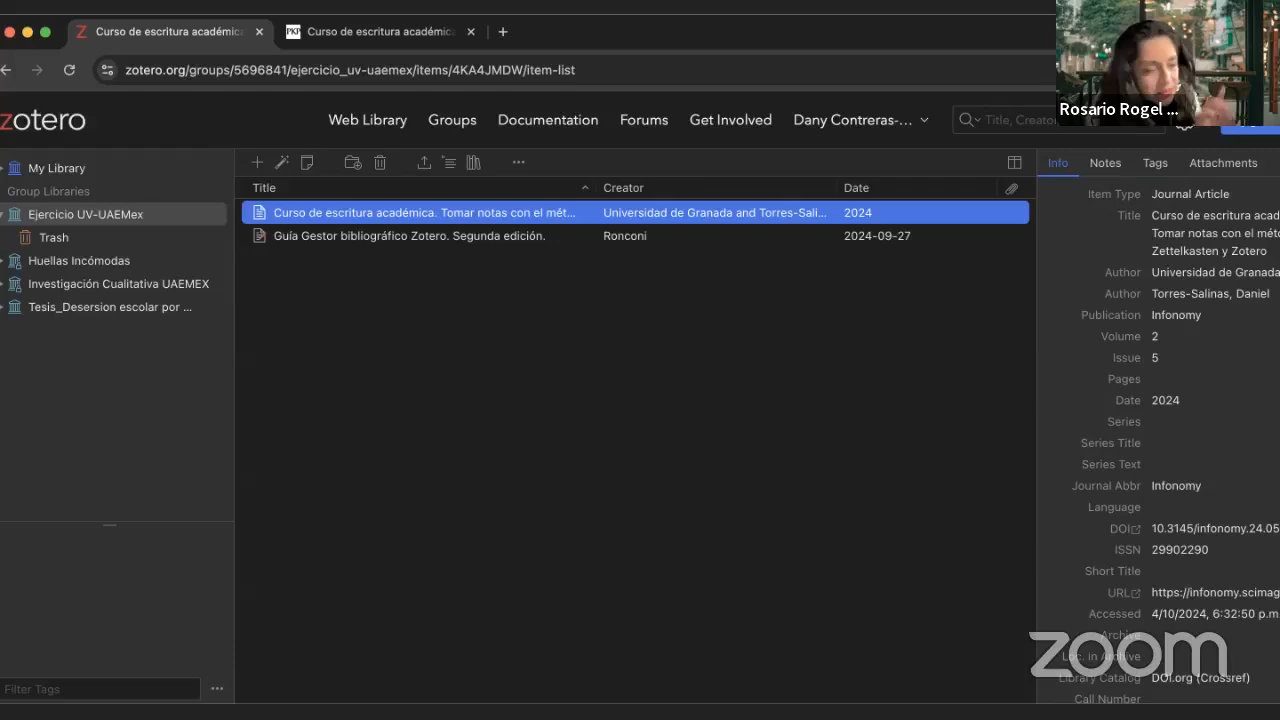 Curso de escritura académic
Curso de escritura académic
zotero.org/groups/5696841/ejercicio_uv-uaemex/items/4KA4JMDW/item-list
Rosario Rogel ...
zotero
Web Library
Groups
Documentation
Forums
Get Involved
Dany Contreras-...
Title, Creato
My Library
Group Libraries
Ejercicio UV-UAEMex
Trash
Huellas Incómodas
Investigación Cualitativa UAEMEX
Tesis_Desersion escolar por ...
Filter Tags
Title
Creator
Date
Curso de escritura académica. Tomar notas con el mét...
Universidad de Granada and Torres-Sali...
2024
Guía Gestor bibliográfico Zotero. Segunda edición.
Ronconi
2024-09-27
Info
Notes
Tags
Attachments
Item Type Journal Article
Title Curso de escritura acad
Tomar notas con el méto
Zettelkasten y Zotero
Author Universidad de Granada
Author Torres-Salinas, Daniel
Publication Infonomy
Volume 2
Issue 5
Pages
Date 2024
Series
Series Title
Series Text
Journal Abbr Infonomy
Language
DOI 10.3145/infonomy.24.05
ISSN 29902290
Short Title
URL https://infonomy.scimag
Accessed 4/10/2024, 6:32:50 p.m
Archive
Loc. in Archive
Library Catalog DOI.org (Crossref)
Call Number
zoom